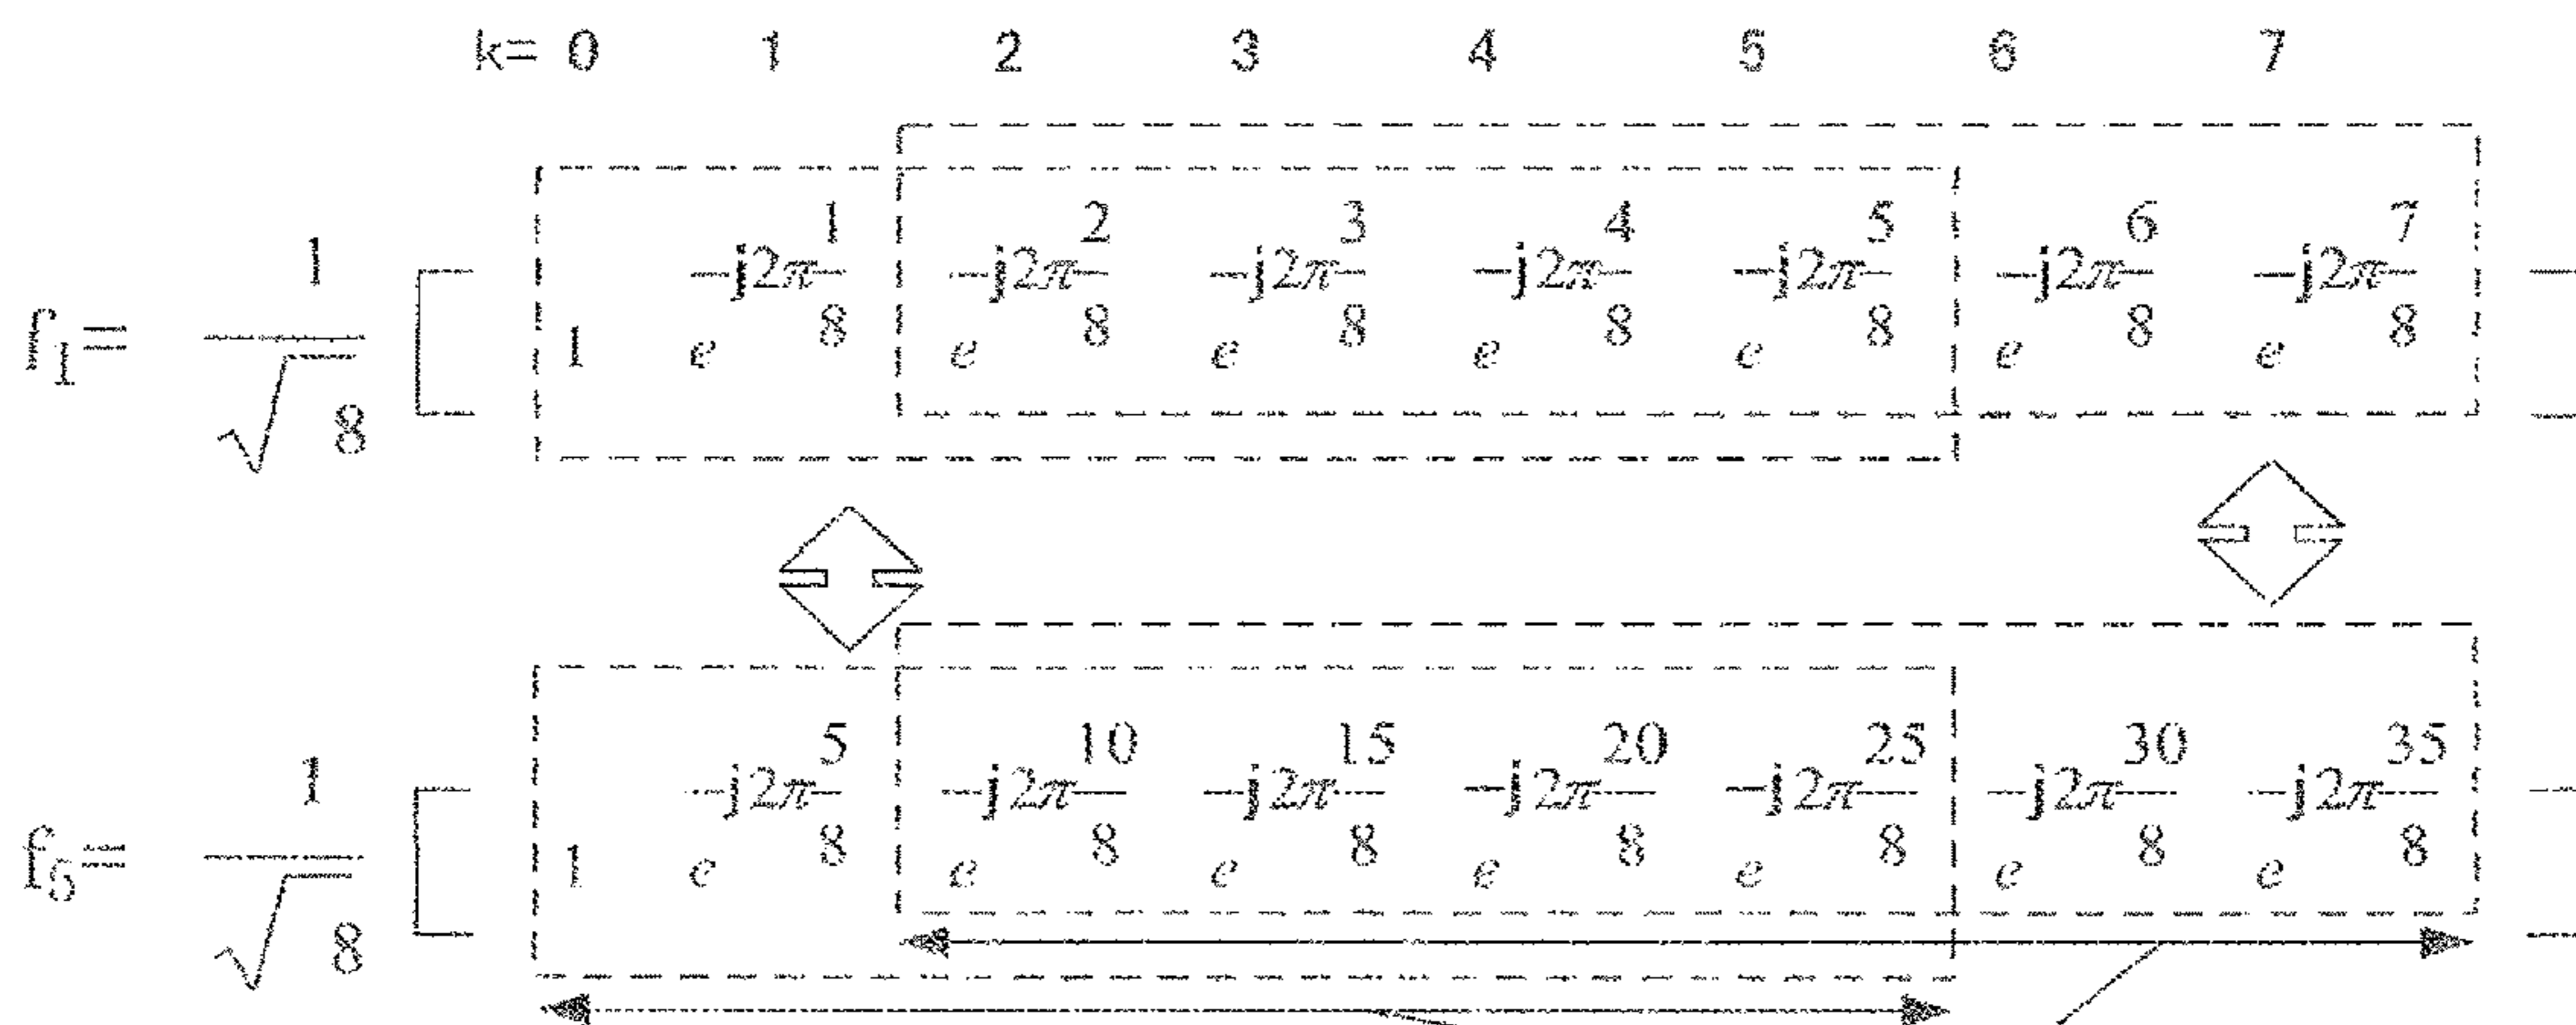 k= 0 1 2 3 4 5 6 7
f₁= 1/√8 [ 1 e^{-j2π 1/8} e^{-j2π 2/8} e^{-j2π 3/8} e^{-j2π 4/8} e^{-j2π 5/8} e^{-j2π 6/8} e^{-j2π 7/8}
f₅= 1/√8 [ 1 e^{-j2π 5/8} e^{-j2π 10/8} e^{-j2π 15/8} e^{-j2π 20/8} e^{-j2π 25/8} e^{-j2π 30/8} e^{-j2π 35/8}